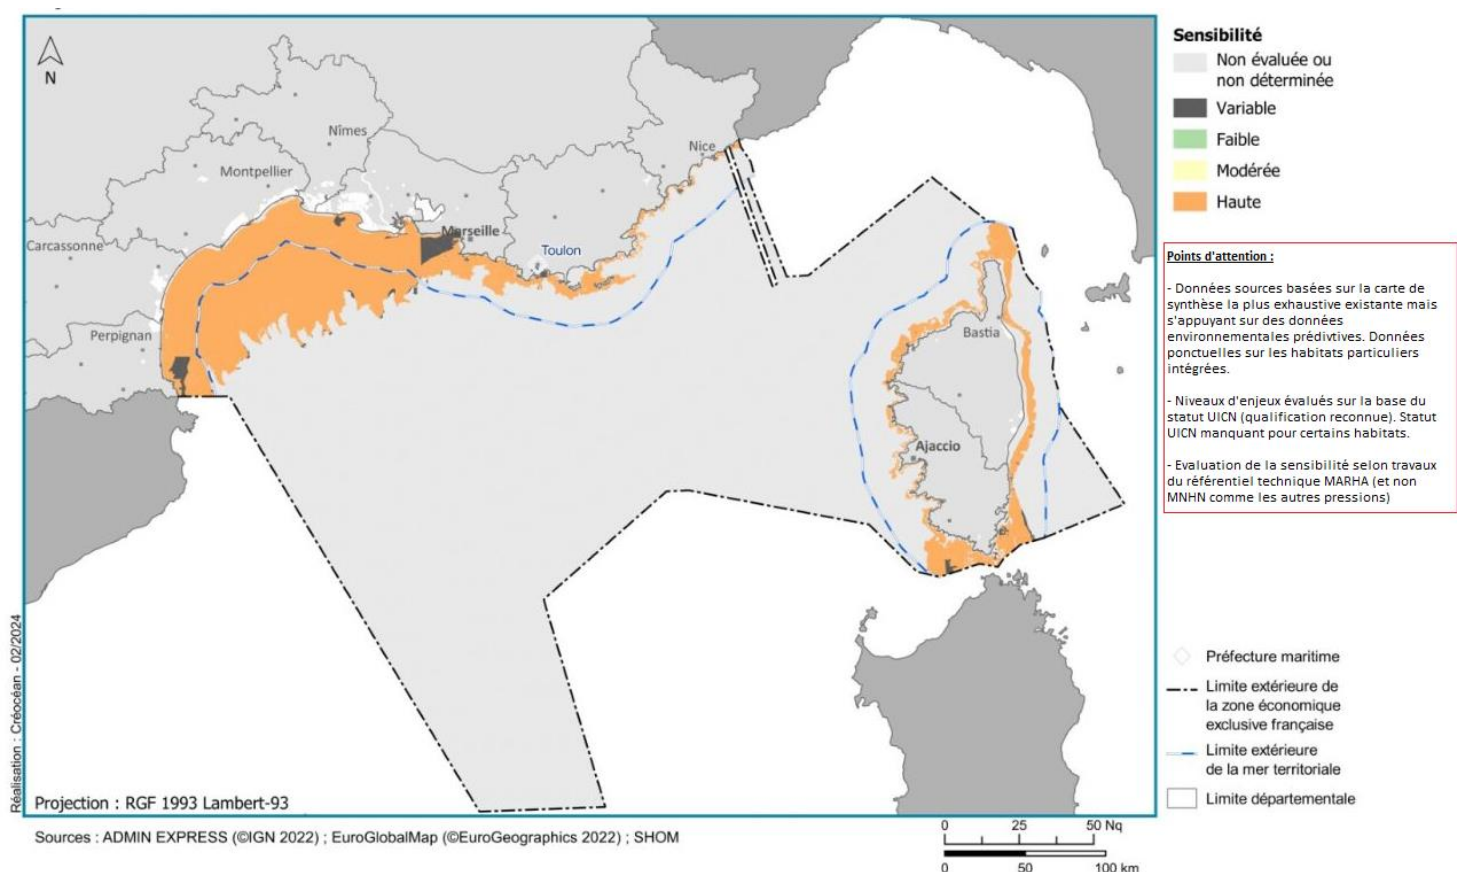 Sensibilité
Non évaluée ou
non déterminée
Variable
Faible
Modérée
Haute
N
Nîmes
Montpellier
Nice
Carcassonne
Marseille
Toulon
Perpignan
Bastia
Ajaccio
Points d'attention :
- Données sources basées sur la carte de
synthèse la plus exhaustive existante mais
s'appuyant sur des données
environnementales prédivtives. Données
ponctuelles sur les habitats particuliers
intégrées.
- Niveaux d'enjeux évalués sur la base du
statut UICN (qualification reconnue). Statut
UICN manquant pour certains habitats.
- Evaluation de la sensibilité selon travaux
du référentiel technique MARHA (et non
MNHN comme les autres pressions)
Préfecture maritime
Limite extérieure de
la zone économique
exclusive française
Limite extérieure
de la mer territoriale
Limite départementale
Réalisation : Créocéan - 02/2024
Projection : RGF 1993 Lambert-93
Sources : ADMIN EXPRESS (©IGN 2022) ; EuroGlobalMap (©EuroGeographics 2022) ; SHOM
0 25 50 Nq
0 50 100 km